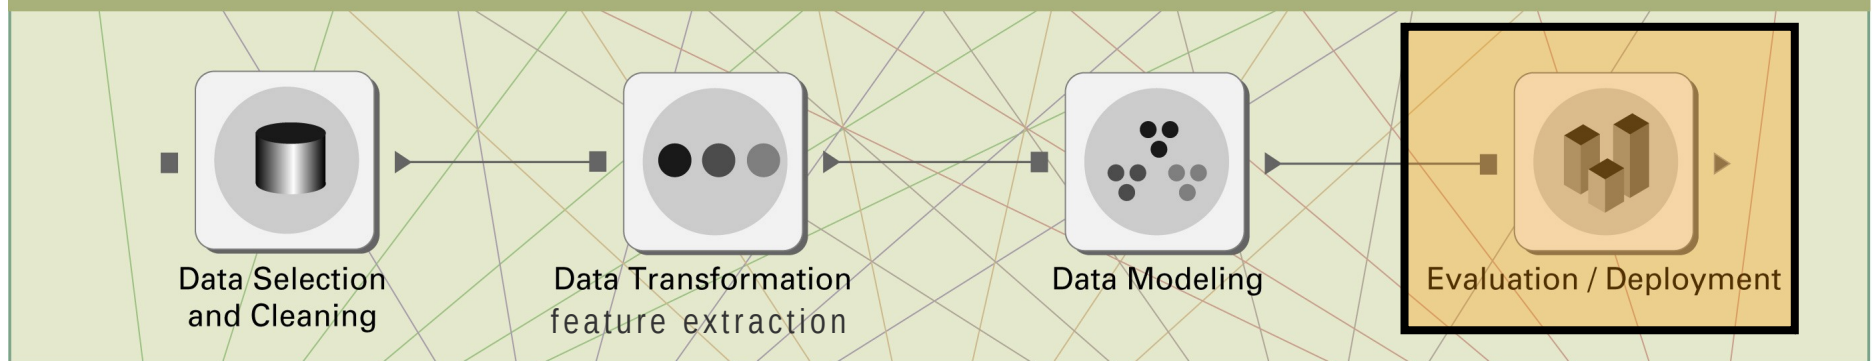 Data Selection
and Cleaning
Data Transformation
feature extraction
Data Modeling
Evaluation / Deployment